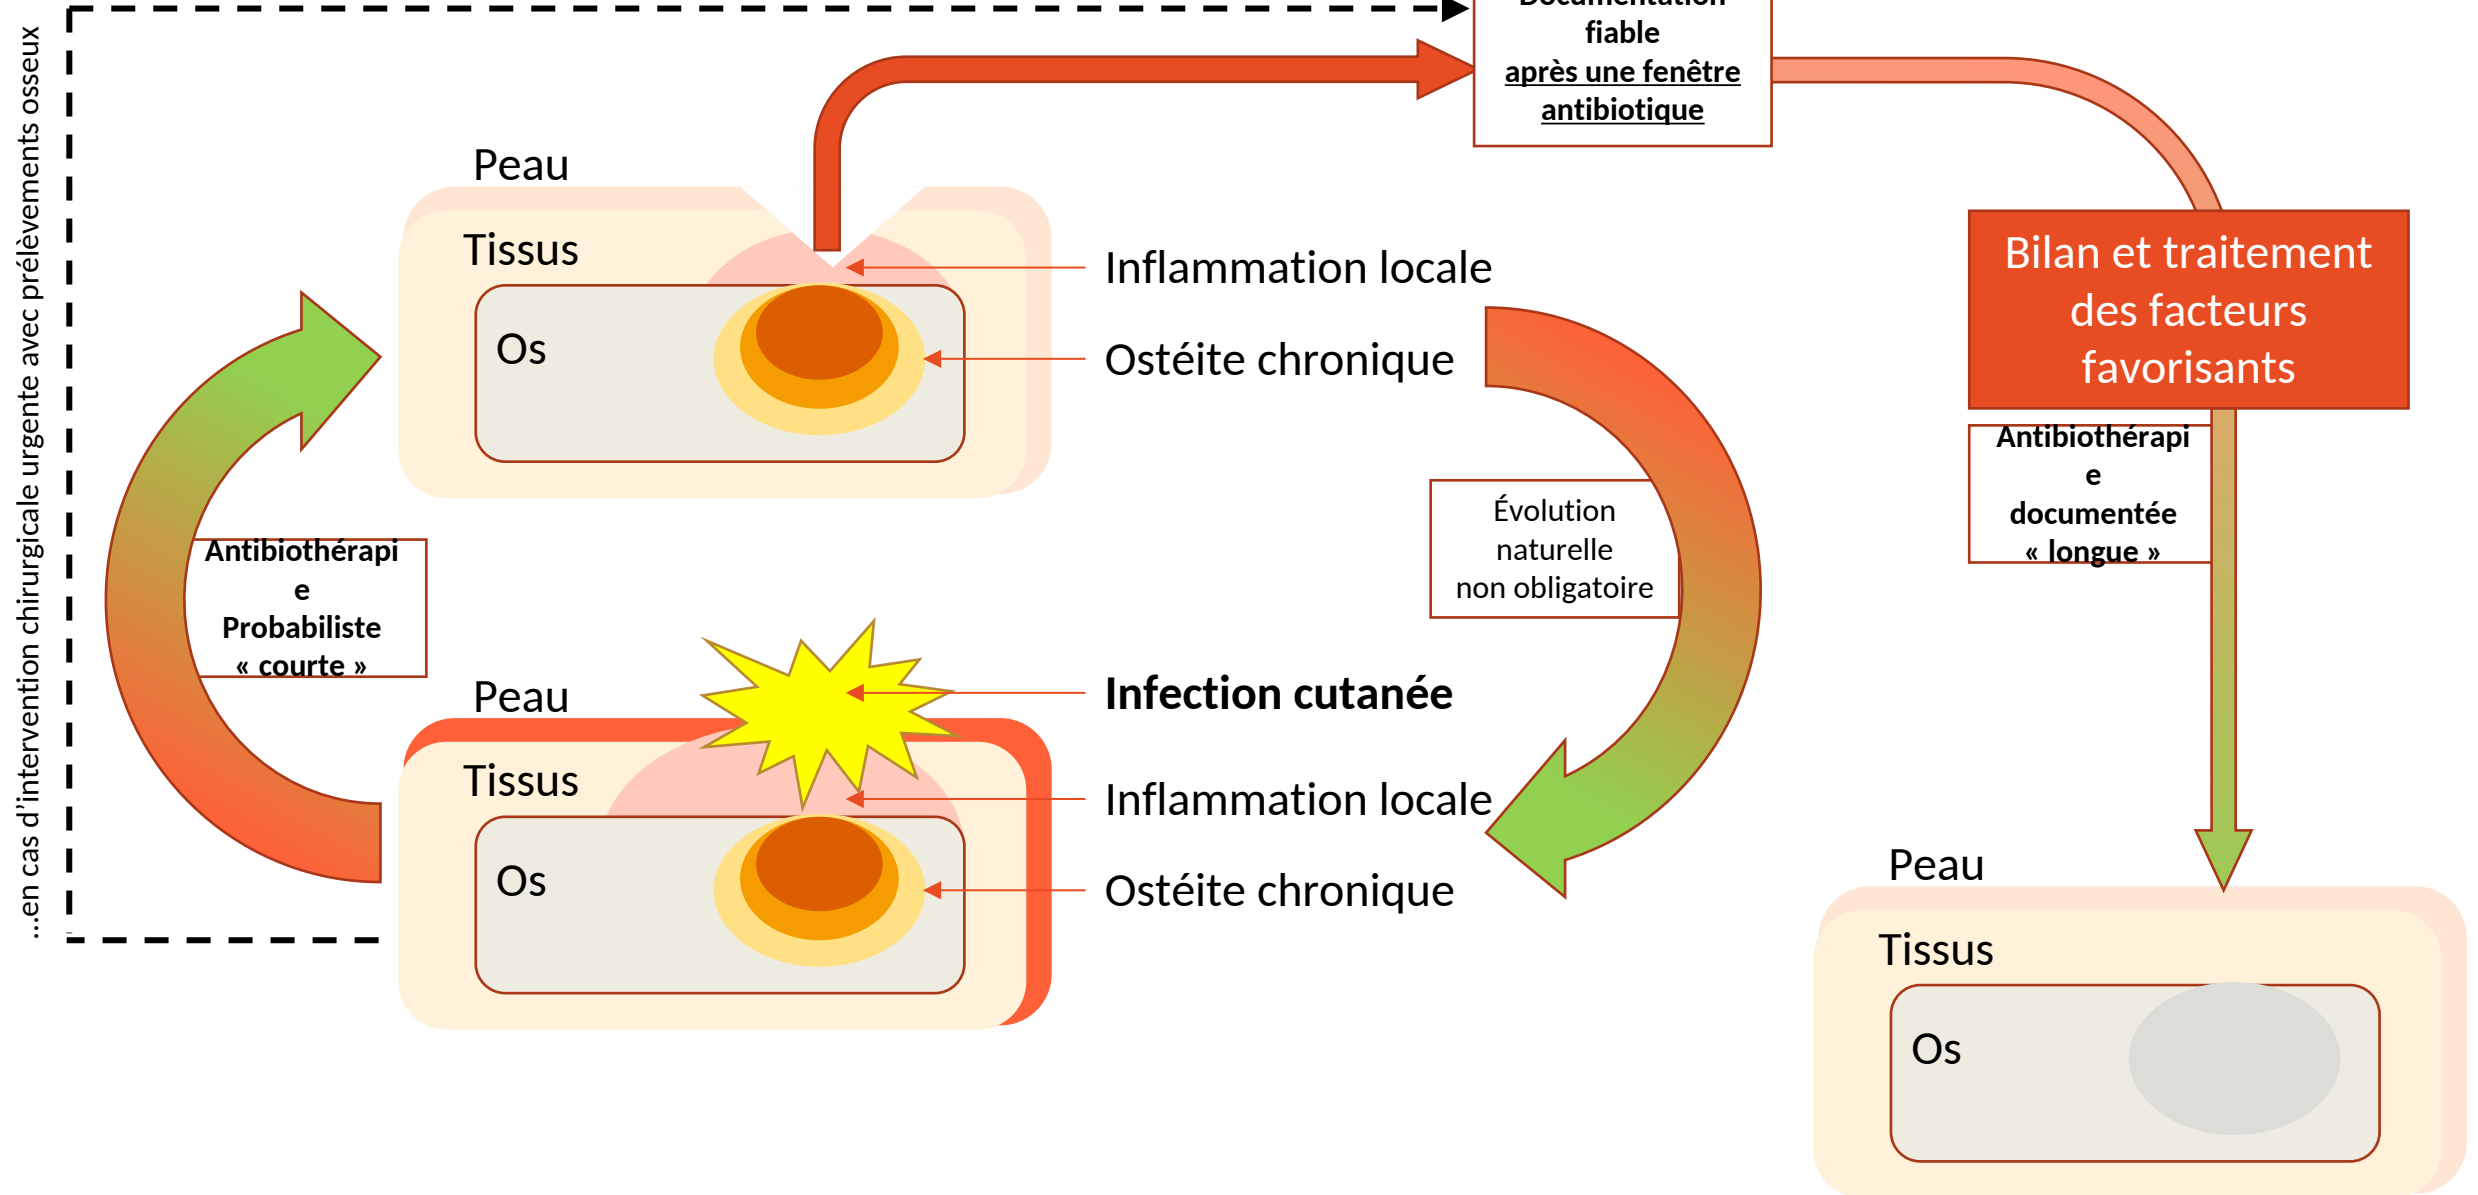 …en cas d’intervention chirurgicale urgente avec prélèvements osseux
Documentation
fiable
après une fenêtre
antibiotique
Peau
Tissus
Os
Inflammation locale
Ostéite chronique
Bilan et traitement
des facteurs
favorisants
Antibiothérapi
e
documentée
« longue »
Évolution
naturelle
non obligatoire
Antibiothérapi
e
Probabiliste
« courte »
Peau
Tissus
Os
Infection cutanée
Inflammation locale
Ostéite chronique
Peau
Tissus
Os